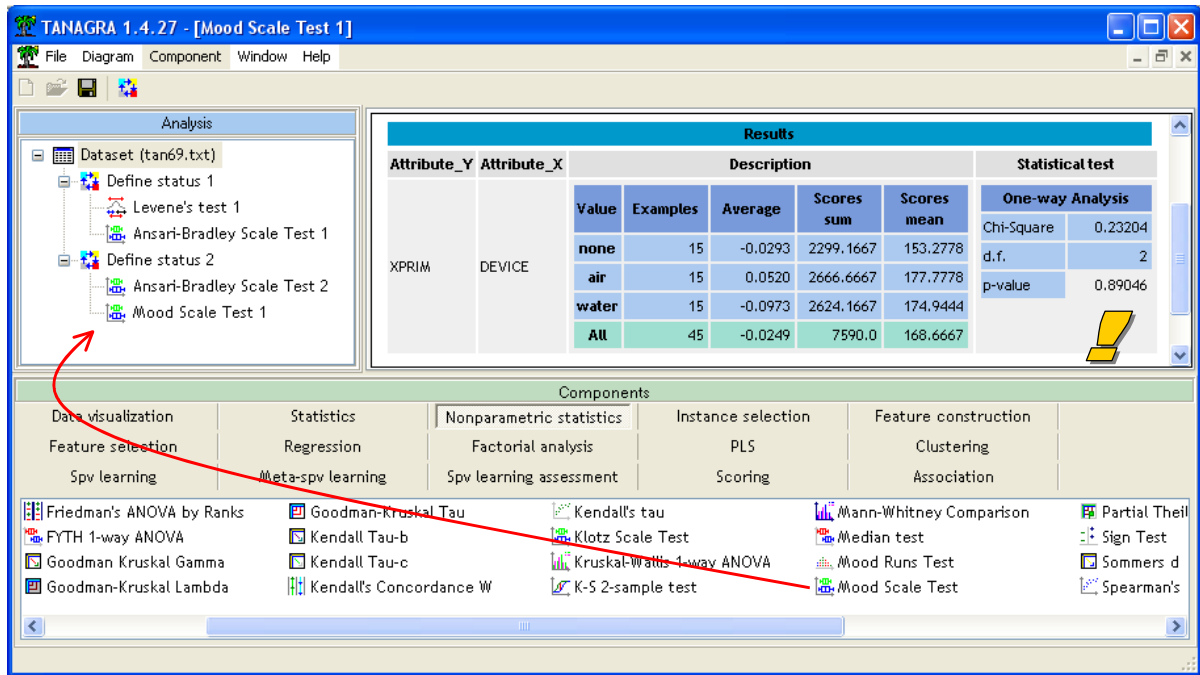 TANAGRA 1.4.27 - [Mood Scale Test 1]
File Diagram Component Window Help
Analysis
Dataset (tan69.txt)
Define status 1
Levene's test 1
Ansari-Bradley Scale Test 1
Define status 2
Ansari-Bradley Scale Test 2
Mood Scale Test 1
Results
Attribute_Y Attribute_X Description Statistical test
Value Examples Average Scores sum Scores mean
none 15 -0.0293 2299.1667 153.2778
air 15 0.0520 2666.6667 177.7778
water 15 -0.0973 2624.1667 174.9444
All 45 -0.0249 7590.0 168.6667
XPRIM DEVICE
One-way Analysis
Chi-Square 0.23204
d.f. 2
p-value 0.89046
Components
Data visualization Statistics Nonparametric statistics Instance selection Feature construction
Feature selection Regression Factorial analysis PLS Clustering
Spv learning Meta-spv learning Spv learning assessment Scoring Association
Friedman's ANOVA by Ranks Goodman-Kruskal Tau Kendall's tau Mann-Whitney Comparison Partial Theil
FYTH 1-way ANOVA Kendall Tau-b Klotz Scale Test Median test Sign Test
Goodman Kruskal Gamma Kendall Tau-c Kruskal-Wallis 1-way ANOVA Mood Runs Test Sommers d
Goodman-Kruskal Lambda Kendall's Concordance W K-S 2-sample test Mood Scale Test Spearman's